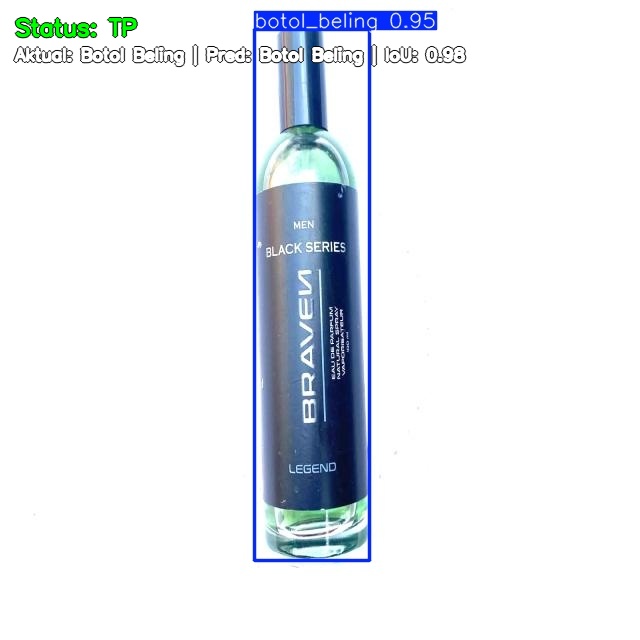 botol_beling 0.95
Status: TP
Aktual: Botol Beling | Pred: Botol Beling | IoU: 0.98
MEN
BLACK SERIES
BRAVEN
EAU DE PARFUM
NATURAL SPRAY
VAPORISATEUR
LEGEND